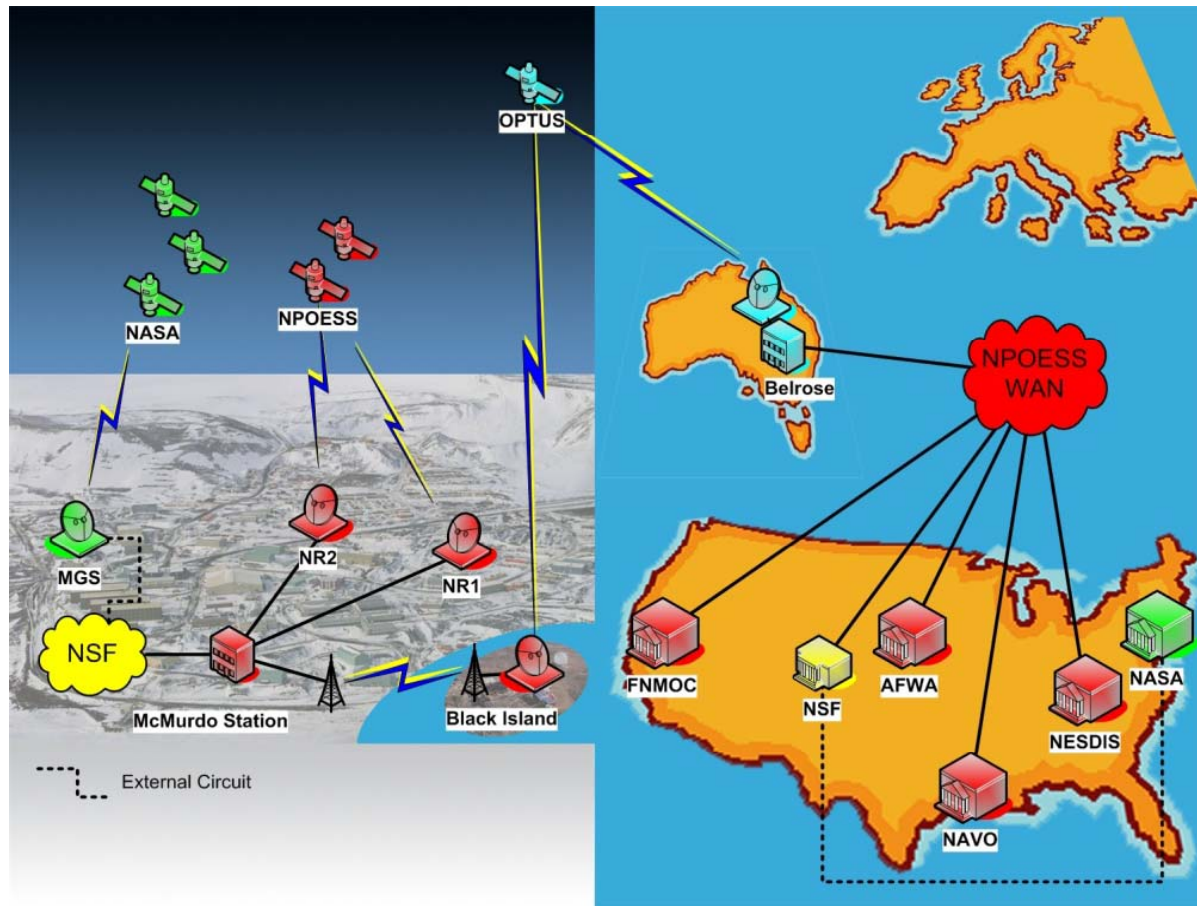 OPTUS
NASA
NPOESS
NPOESS
WAN
Belrose
MGS
NR2
NR1
NSF
McMurdo Station
Black Island
FNMOC
NSF
AFWA
NESDIS
NASA
NAVO
External Circuit